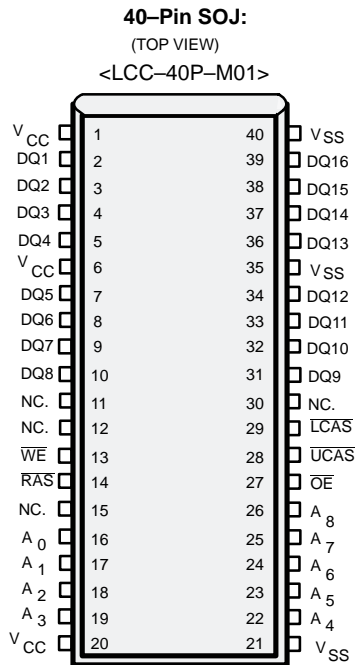 40–Pin SOJ:
(TOP VIEW)
<LCC–40P–M01>
VCC 1 40 VSS
DQ1 2 39 DQ16
DQ2 3 38 DQ15
DQ3 4 37 DQ14
DQ4 5 36 DQ13
VCC 6 35 VSS
DQ5 7 34 DQ12
DQ6 8 33 DQ11
DQ7 9 32 DQ10
DQ8 10 31 DQ9
NC. 11 30 NC.
NC. 12 29 LCAS
WE 13 28 UCAS
RAS 14 27 OE
NC. 15 26 A8
A0 16 25 A7
A1 17 24 A6
A2 18 23 A5
A3 19 22 A4
VCC 20 21 VSS